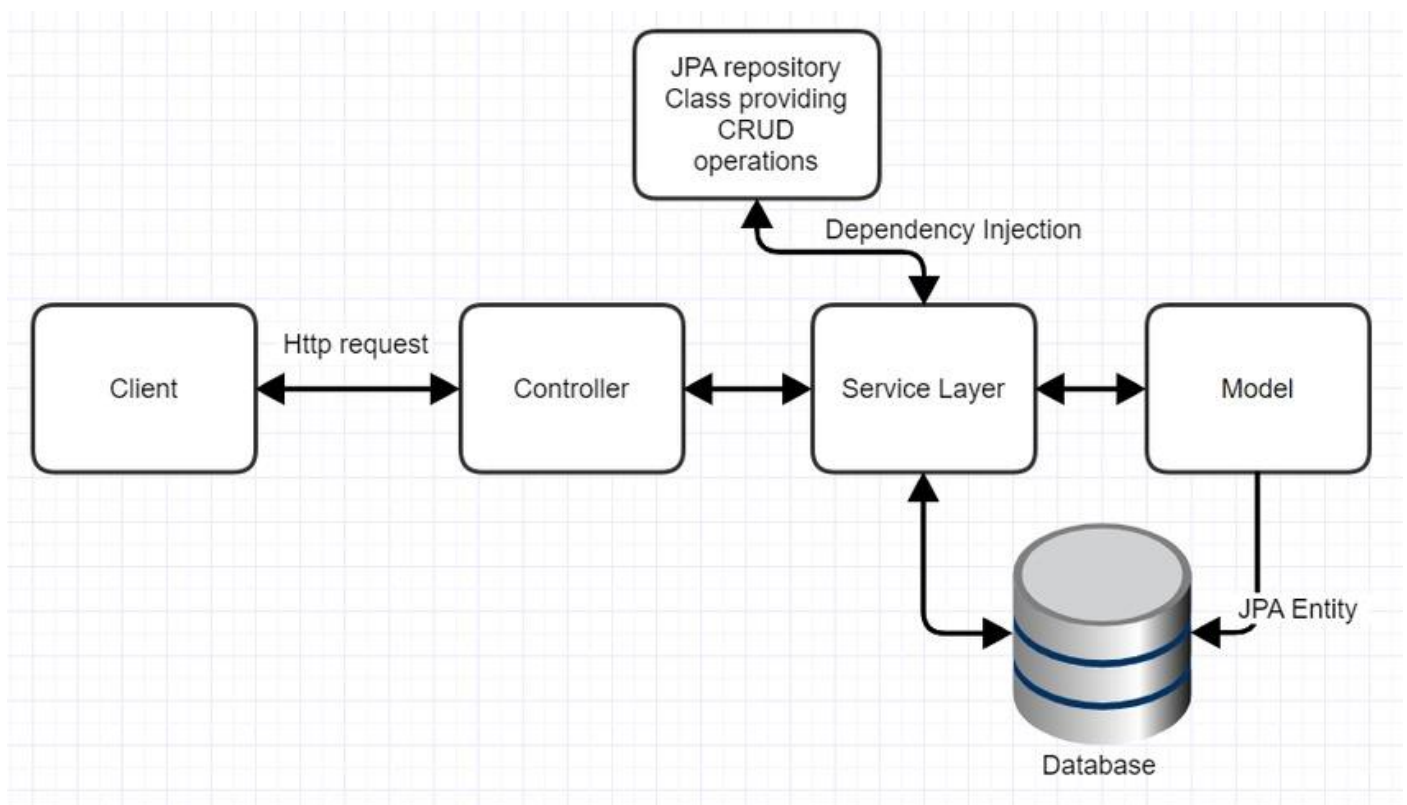 JPA repository
Class providing
CRUD
operations
Dependency Injection
Http request
Client
Controller
Service Layer
Model
JPA Entity
Database